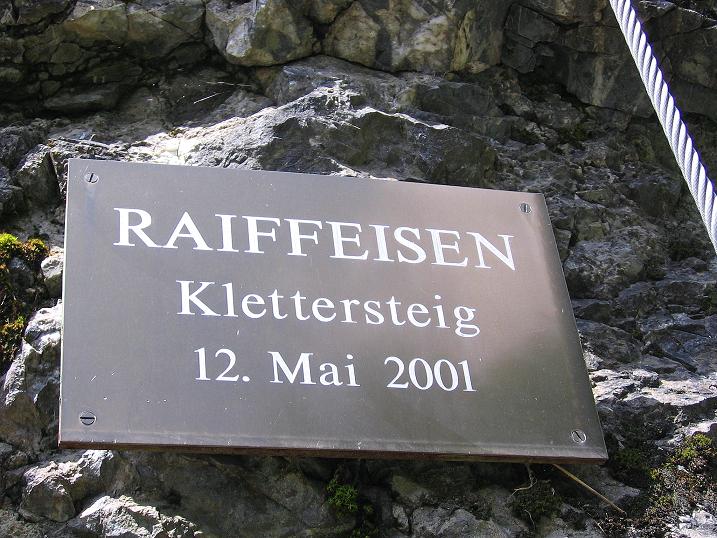 RAIFFEISEN
Klettersteig
12. Mai 2001